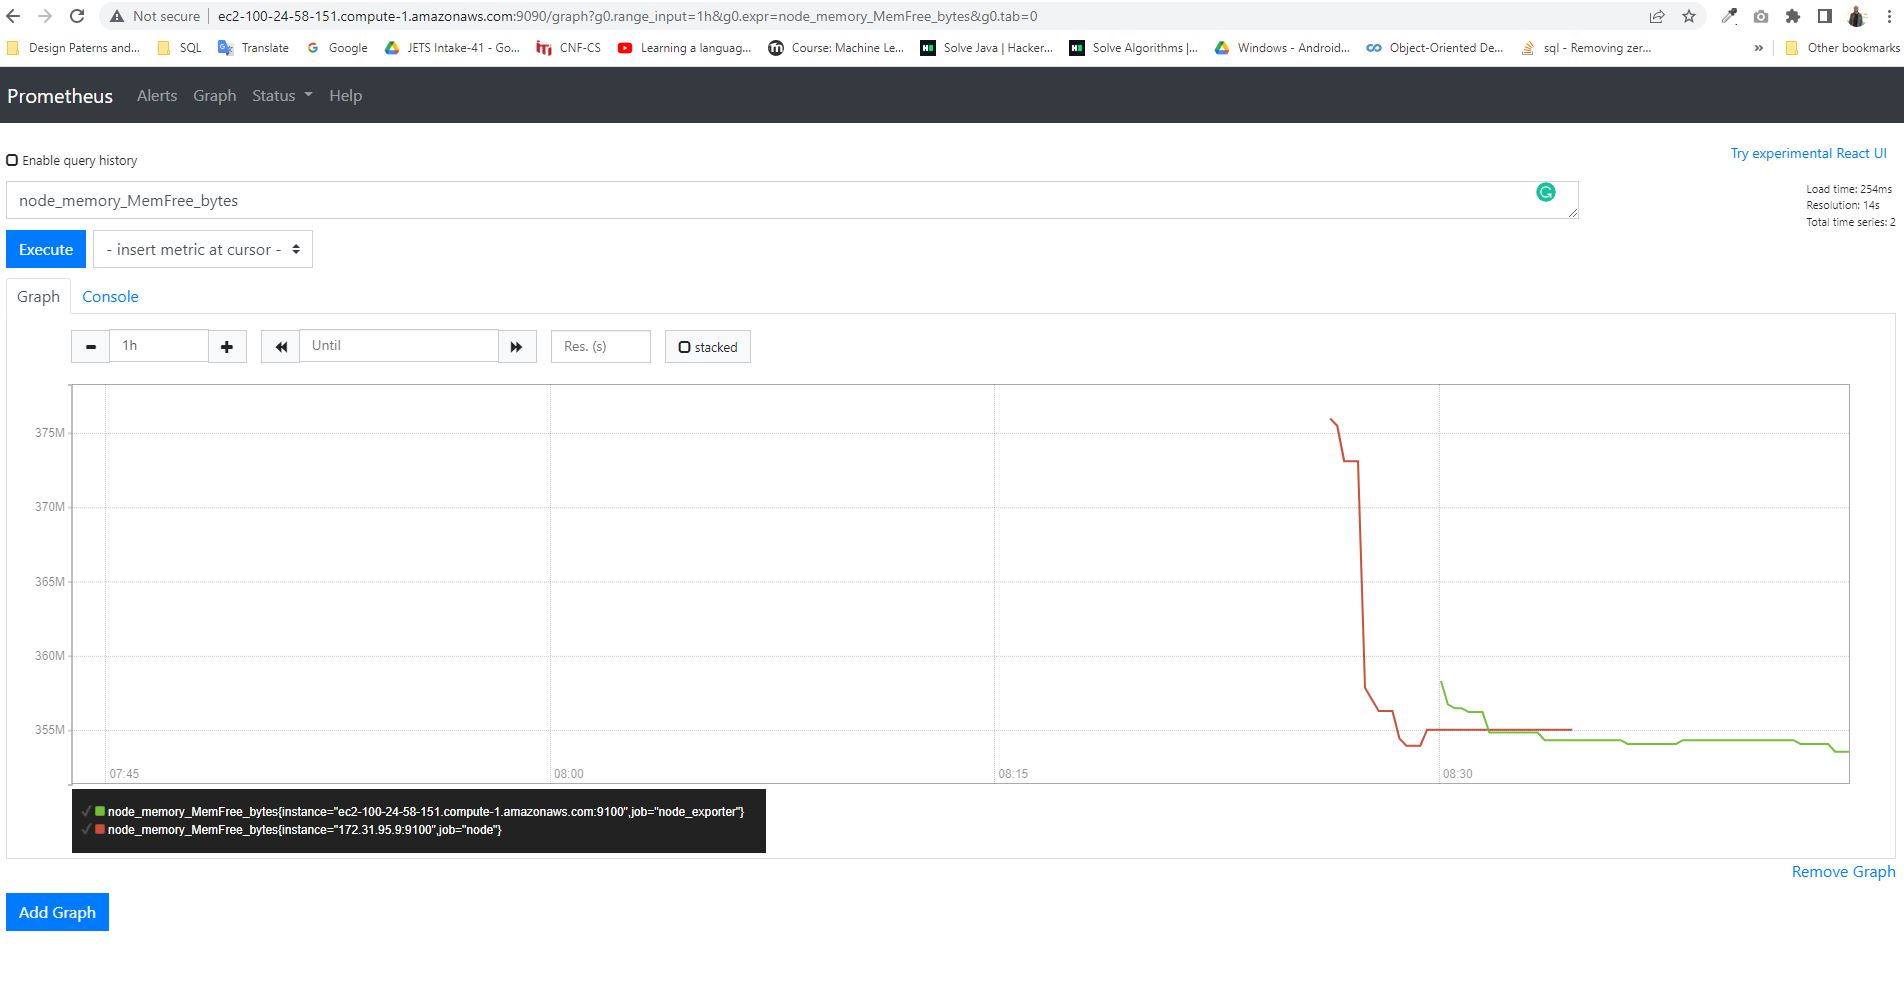 Not secure | ec2-100-24-58-151.compute-1.amazonaws.com:9090/graph?g0.range_input=1h&g0.expr=node_memory_MemFree_bytes&g0.tab=0
Design Paterns and... SQL Translate Google JETS Intake-41 - Go... CNF-CS Learning a languag... Course: Machine Le... Solve Java | Hacker... Solve Algorithms |... Windows - Android... Object-Oriented De... sql - Removing zer... » Other bookmarks
Prometheus Alerts Graph Status Help
Enable query history
Try experimental React UI
node_memory_MemFree_bytes
Load time: 254ms
Resolution: 14s
Total time series: 2
Execute - insert metric at cursor -
Graph Console
1h Until Res. (s) stacked
375M
370M
365M
360M
355M
07:45 08:00 08:15 08:30
node_memory_MemFree_bytes{instance="ec2-100-24-58-151.compute-1.amazonaws.com:9100",job="node_exporter"}
node_memory_MemFree_bytes{instance="172.31.95.9:9100",job="node"}
Remove Graph
Add Graph